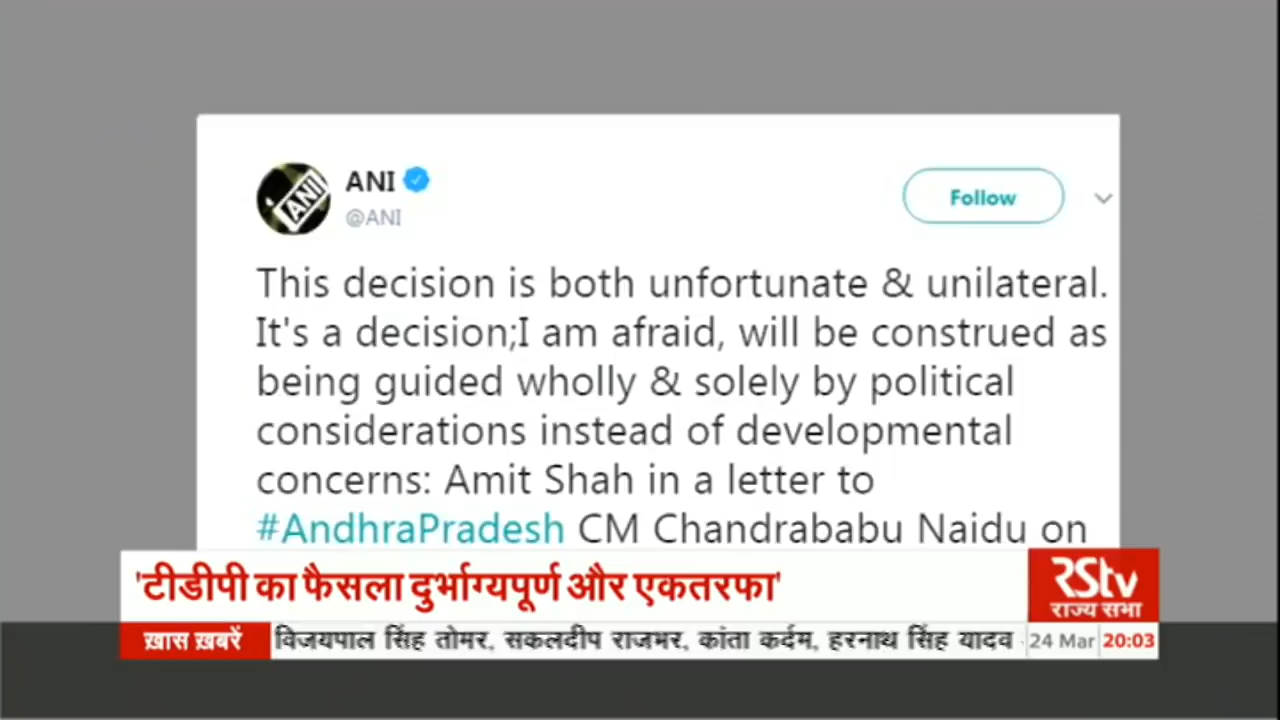 ANI
@ANI
Follow
This decision is both unfortunate & unilateral.
It's a decision;I am afraid, will be construed as
being guided wholly & solely by political
considerations instead of developmental
concerns: Amit Shah in a letter to
#AndhraPradesh CM Chandrababu Naidu on
'टीडीपी का फैसला दुर्भाग्यपूर्ण और एकतरफा'
RStv
राज्य सभा
ख़ास ख़बरें विजयपाल सिंह तोमर, सकलदीप राजभर, कांता कर्दम, हरनाथ सिंह यादव 24 Mar 20:03